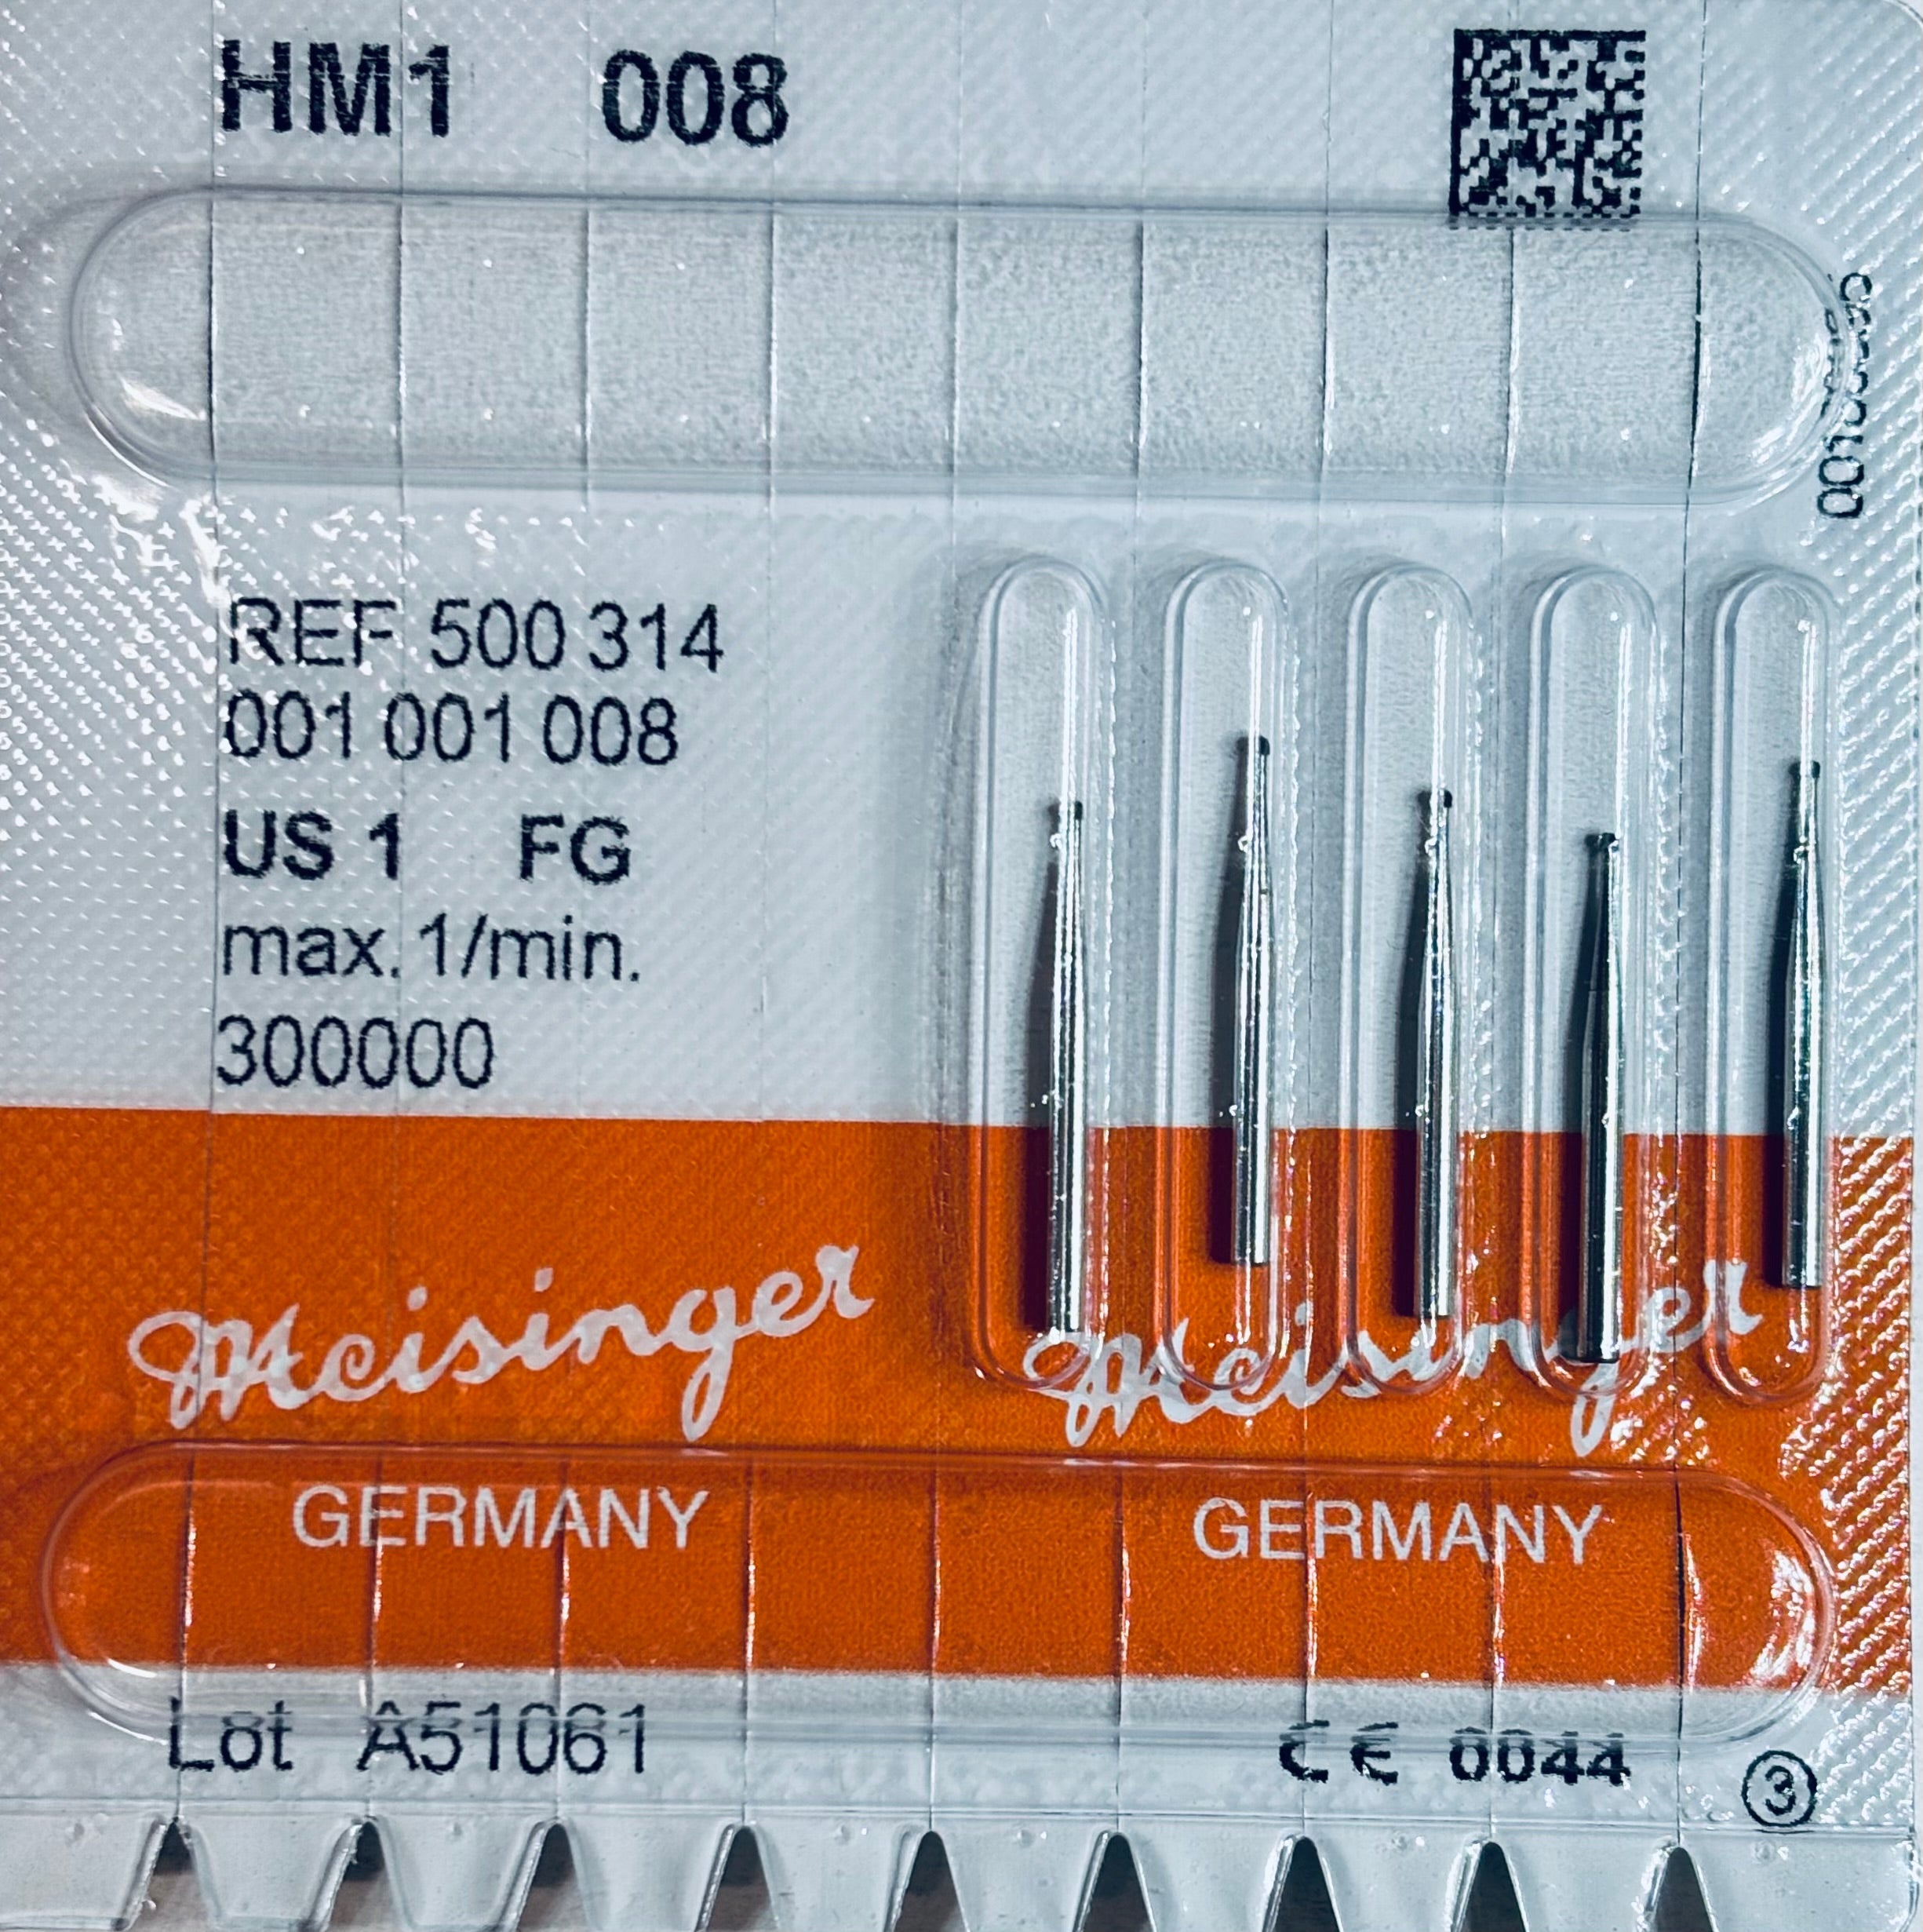 HM1 008
REF 500 314
001 001 008
US 1 FG
max. 1/min.
300000
Meisinger
Meisinger
GERMANY
GERMANY
Lot A51061
CE 0044
3